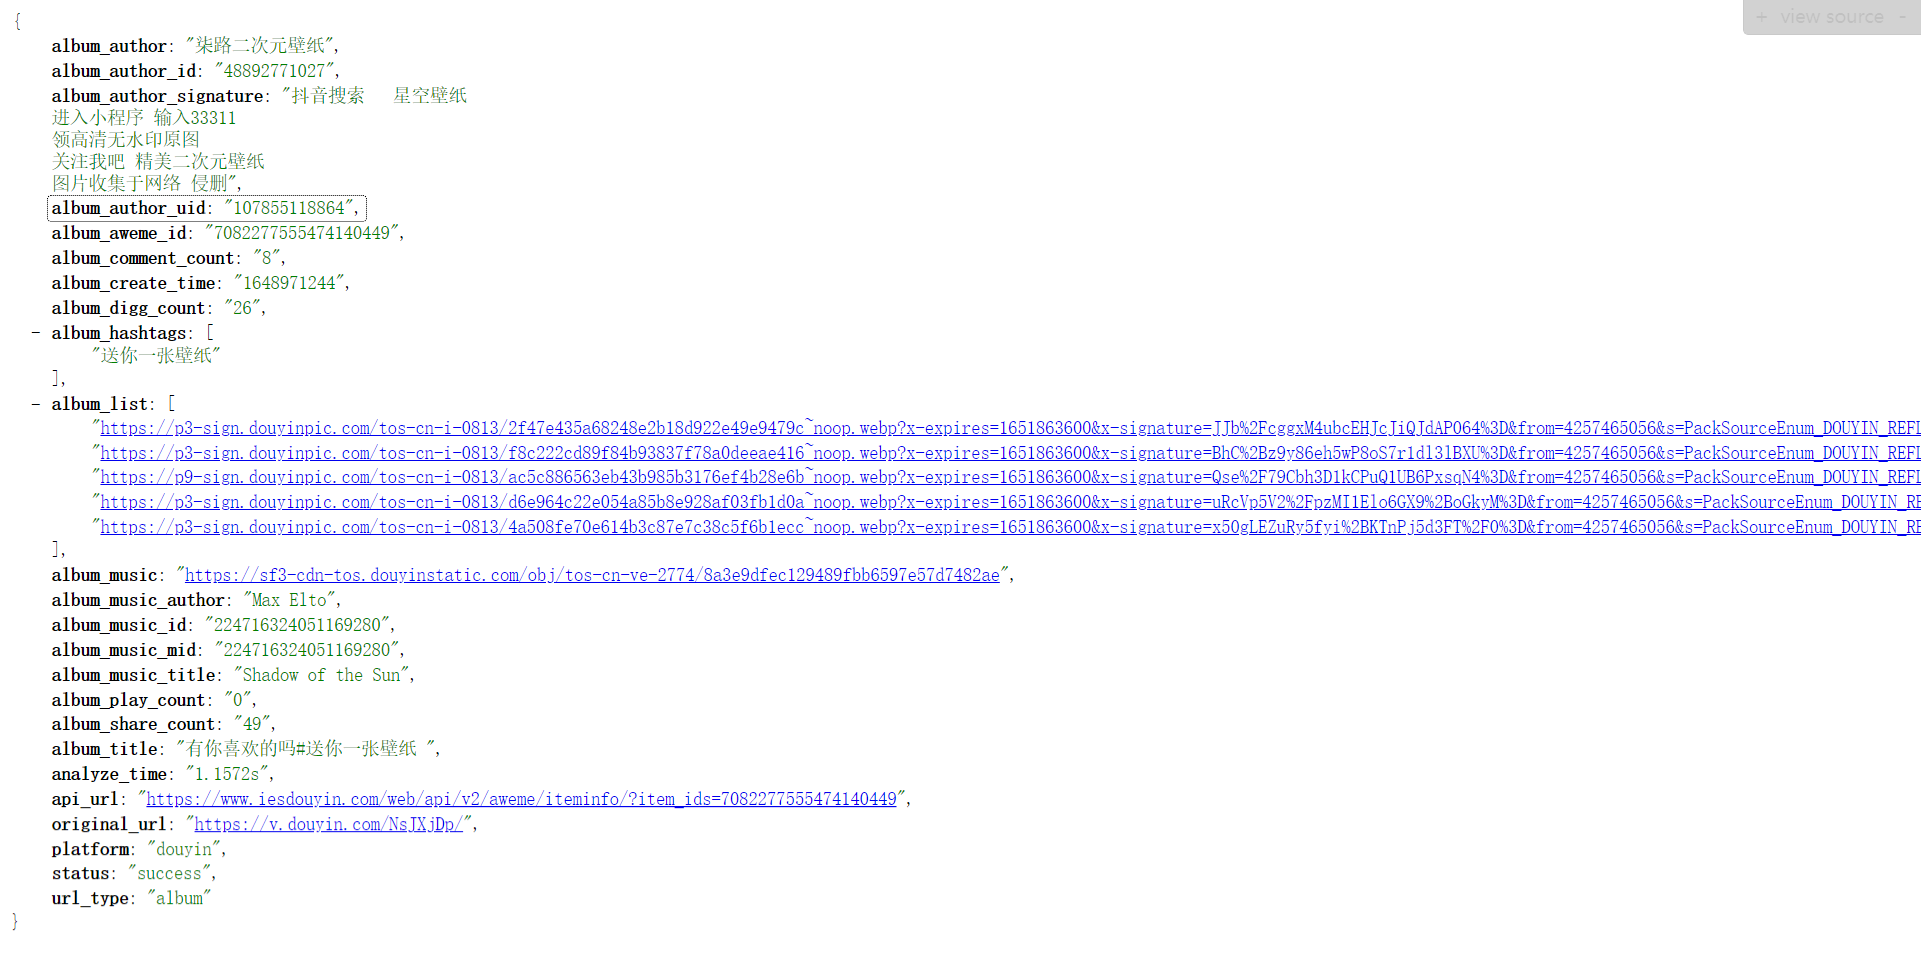 + view source -
{
album_author: "柒路二次元壁纸",
album_author_id: "48892771027",
album_author_signature: "抖音搜索   星空壁纸
进入小程序 输入33311
领高清无水印原图
关注我吧 精美二次元壁纸
图片收集于网络 侵删",
album_author_uid: "107855118864",
album_aweme_id: "7082277555474140449",
album_comment_count: "8",
album_create_time: "1648971244",
album_digg_count: "26",
- album_hashtags: [
"送你一张壁纸"
],
- album_list: [
"https://p3-sign.douyinpic.com/tos-cn-i-0813/2f47e435a68248e2b18d922e49e9479c~noop.webp?x-expires=1651863600&x-signature=JJb%2FcggxM4ubcEHJcJiQJdAPO64%3D&from=4257465056&s=PackSourceEnum_DOUYIN_REFL
"https://p3-sign.douyinpic.com/tos-cn-i-0813/f8c222cd89f84b93837f78a0deeae416~noop.webp?x-expires=1651863600&x-signature=BhC%2Bz9y86eh5wP8oS7r1dl3lBXU%3D&from=4257465056&s=PackSourceEnum_DOUYIN_REFL
"https://p9-sign.douyinpic.com/tos-cn-i-0813/ac5c886563eb43b985b3176ef4b28e6b~noop.webp?x-expires=1651863600&x-signature=Qse%2F79Cbh3D1kCPuQ1UB6PxsqN4%3D&from=4257465056&s=PackSourceEnum_DOUYIN_REFL
"https://p3-sign.douyinpic.com/tos-cn-i-0813/d6e964c22e054a85b8e928af03fb1d0a~noop.webp?x-expires=1651863600&x-signature=uRcVp5V2%2FpzMI1Elo6GX9%2BoGkyM%3D&from=4257465056&s=PackSourceEnum_DOUYIN_RE
"https://p3-sign.douyinpic.com/tos-cn-i-0813/4a508fe70e614b3c87e7c38c5f6b1ecc~noop.webp?x-expires=1651863600&x-signature=x50gLEZuRy5fyi%2BKTnPj5d3FT%2F0%3D&from=4257465056&s=PackSourceEnum_DOUYIN_RE
],
album_music: "https://sf3-cdn-tos.douyinstatic.com/obj/tos-cn-ve-2774/8a3e9dfec129489fbb6597e57d7482ae",
album_music_author: "Max Elto",
album_music_id: "224716324051169280",
album_music_mid: "224716324051169280",
album_music_title: "Shadow of the Sun",
album_play_count: "0",
album_share_count: "49",
album_title: "有你喜欢的吗#送你一张壁纸 ",
analyze_time: "1.1572s",
api_url: "https://www.iesdouyin.com/web/api/v2/aweme/iteminfo/?item_ids=7082277555474140449",
original_url: "https://v.douyin.com/NsJXjDp/",
platform: "douyin",
status: "success",
url_type: "album"
}